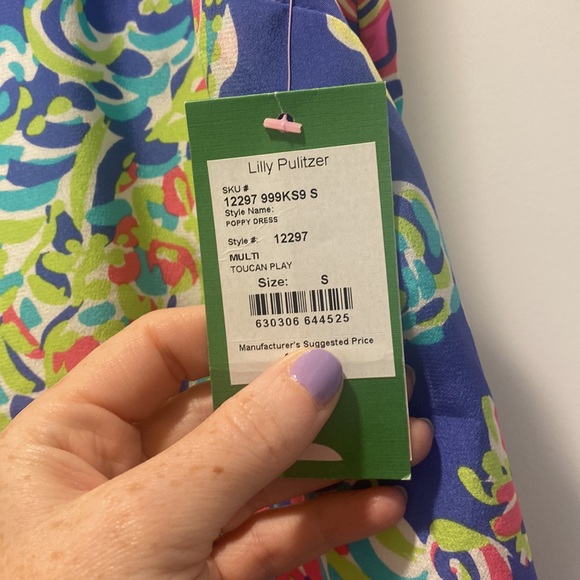 Lilly Pulitzer
SKU #
12297 999KS9 S
Style Name:
POPPY DRESS
Style #: 12297
MULTI
TOUCAN PLAY
Size: S
630306 644525
Manufacturer's Suggested Price